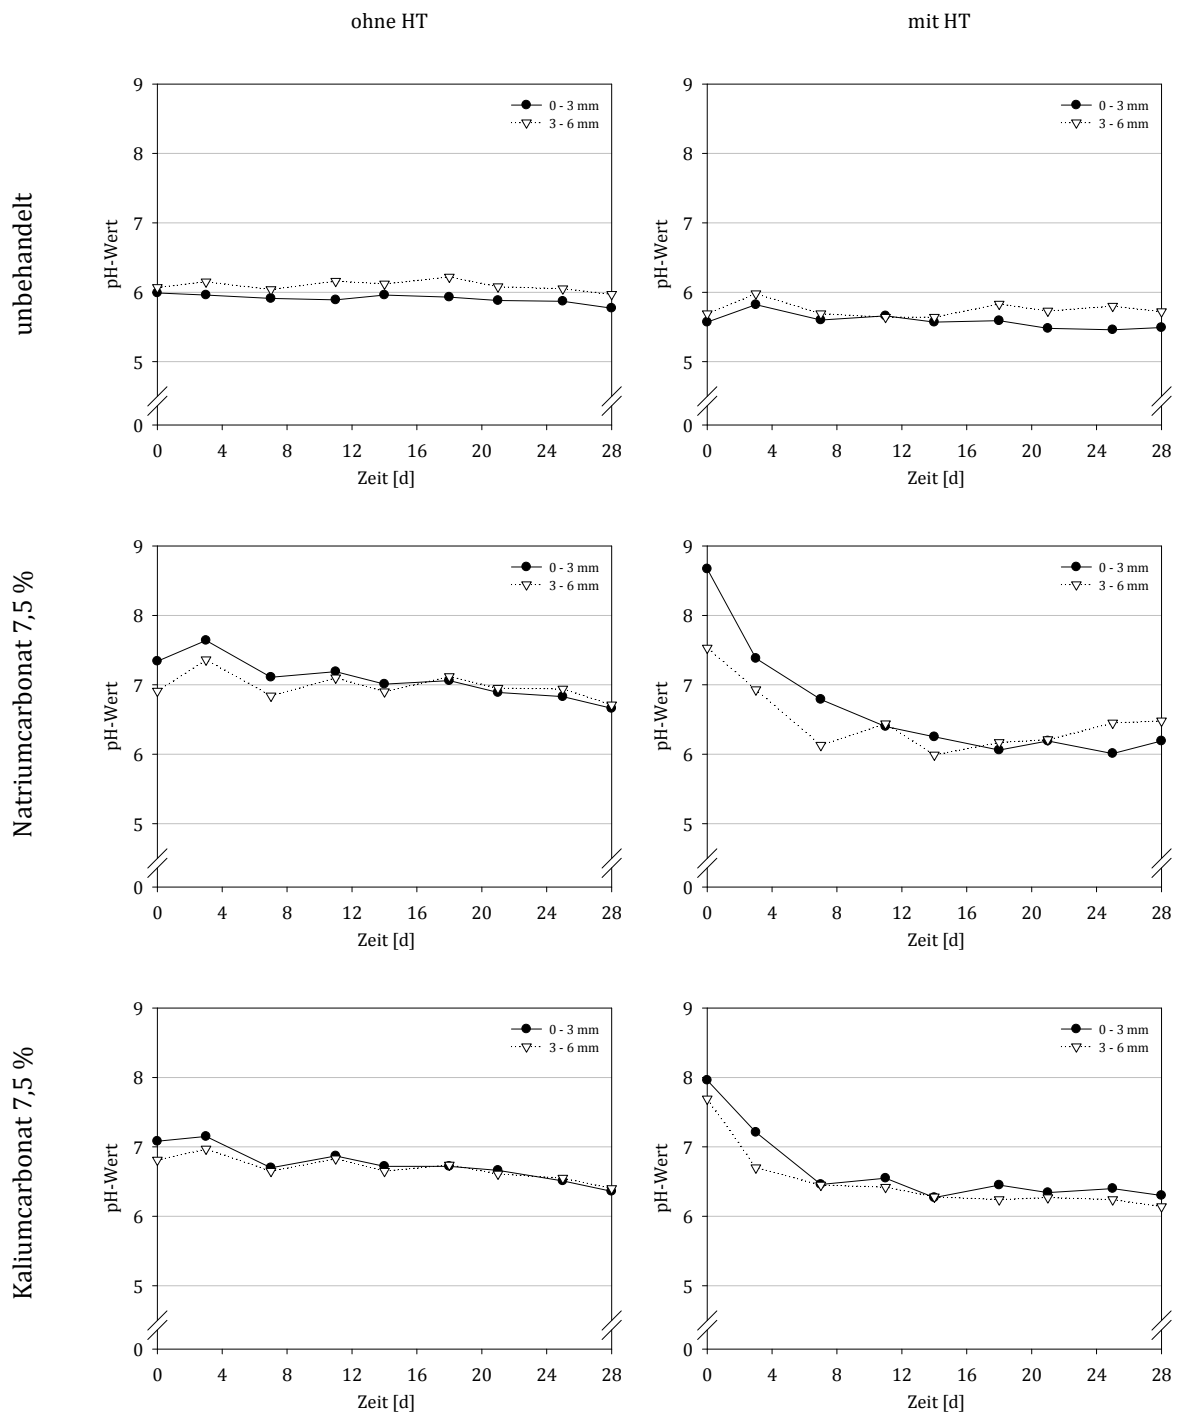 ohne HT
mit HT
unbehandelt
pH-Wert
9
8
7
6
5
0
0 - 3 mm
3 - 6 mm
0 4 8 12 16 20 24 28
Zeit [d]
pH-Wert
9
8
7
6
5
0
0 - 3 mm
3 - 6 mm
0 4 8 12 16 20 24 28
Zeit [d]
Natriumcarbonat 7,5 %
pH-Wert
9
8
7
6
5
0
0 - 3 mm
3 - 6 mm
0 4 8 12 16 20 24 28
Zeit [d]
pH-Wert
9
8
7
6
5
0
0 - 3 mm
3 - 6 mm
0 4 8 12 16 20 24 28
Zeit [d]
Kaliumcarbonat 7,5 %
pH-Wert
9
8
7
6
5
0
0 - 3 mm
3 - 6 mm
0 4 8 12 16 20 24 28
Zeit [d]
pH-Wert
9
8
7
6
5
0
0 - 3 mm
3 - 6 mm
0 4 8 12 16 20 24 28
Zeit [d]